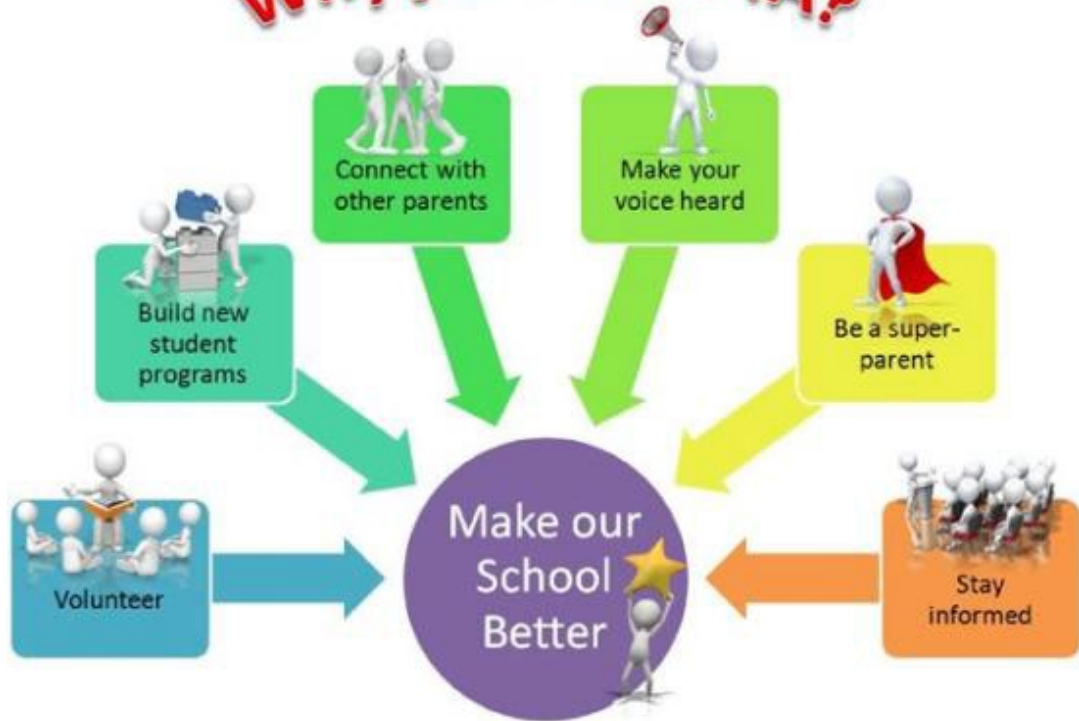 Connect with
other parents
Make your
voice heard
Build new
student
programs
Be a super-
parent
Volunteer
Make our
School
Better
Stay
informed